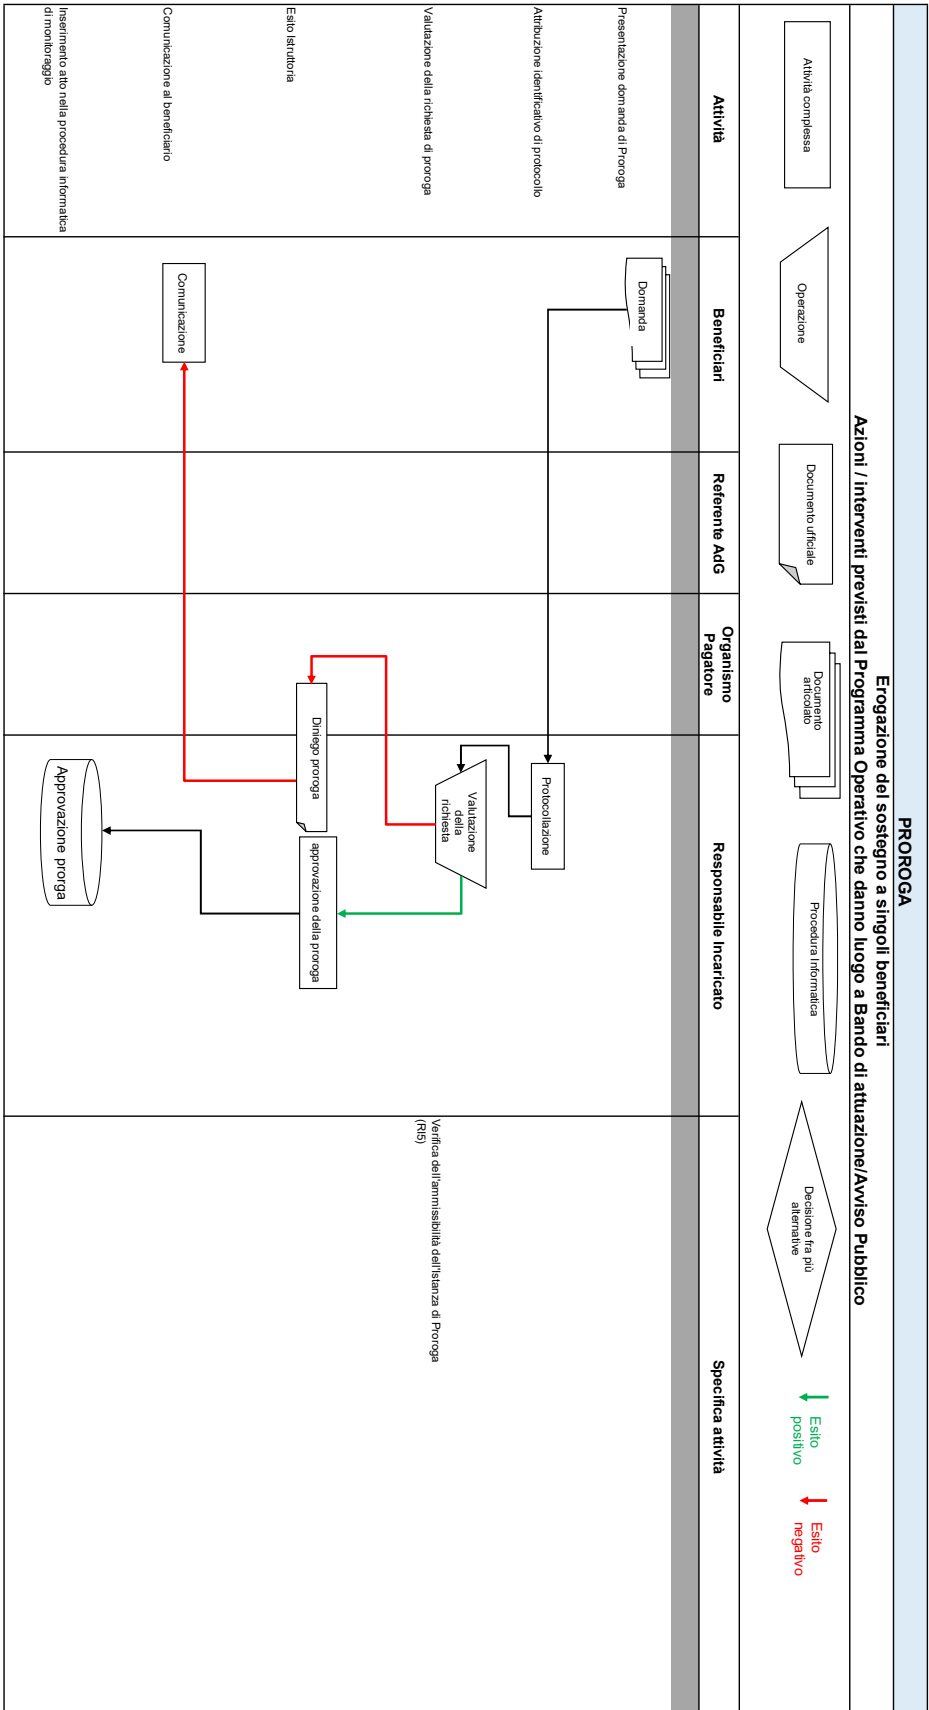 PROROGA
Erogazione del sostegno a singoli beneficiari
Azioni / interventi previsti dal Programma Operativo che danno luogo a Bando di attuazione/Avviso Pubblico
Attività complessa
Operazione
Documento ufficiale
Documento
articolato
Procedura Informatica
Decisione fra più
alternative
Esito
positivo
Esito
negativo
Attività
Beneficiari
Referente AdG
Organismo
Pagatore
Responsabile Incaricato
Specifica attività
Presentazione domanda di Proroga
Domanda
Attribuzione identificativo di protocollo
Protocollazione
Valutazione della richiesta di proroga
Valutazione
della
richiesta
Verifica dell'ammissibilità dell'Istanza di Proroga
(RI5)
Esito Istruttoria
Diniego proroga
approvazione della proroga
Comunicazione al beneficiario
Comunicazione
Inserimento atto nella procedura informatica
di monitoraggio
Approvazione prorga